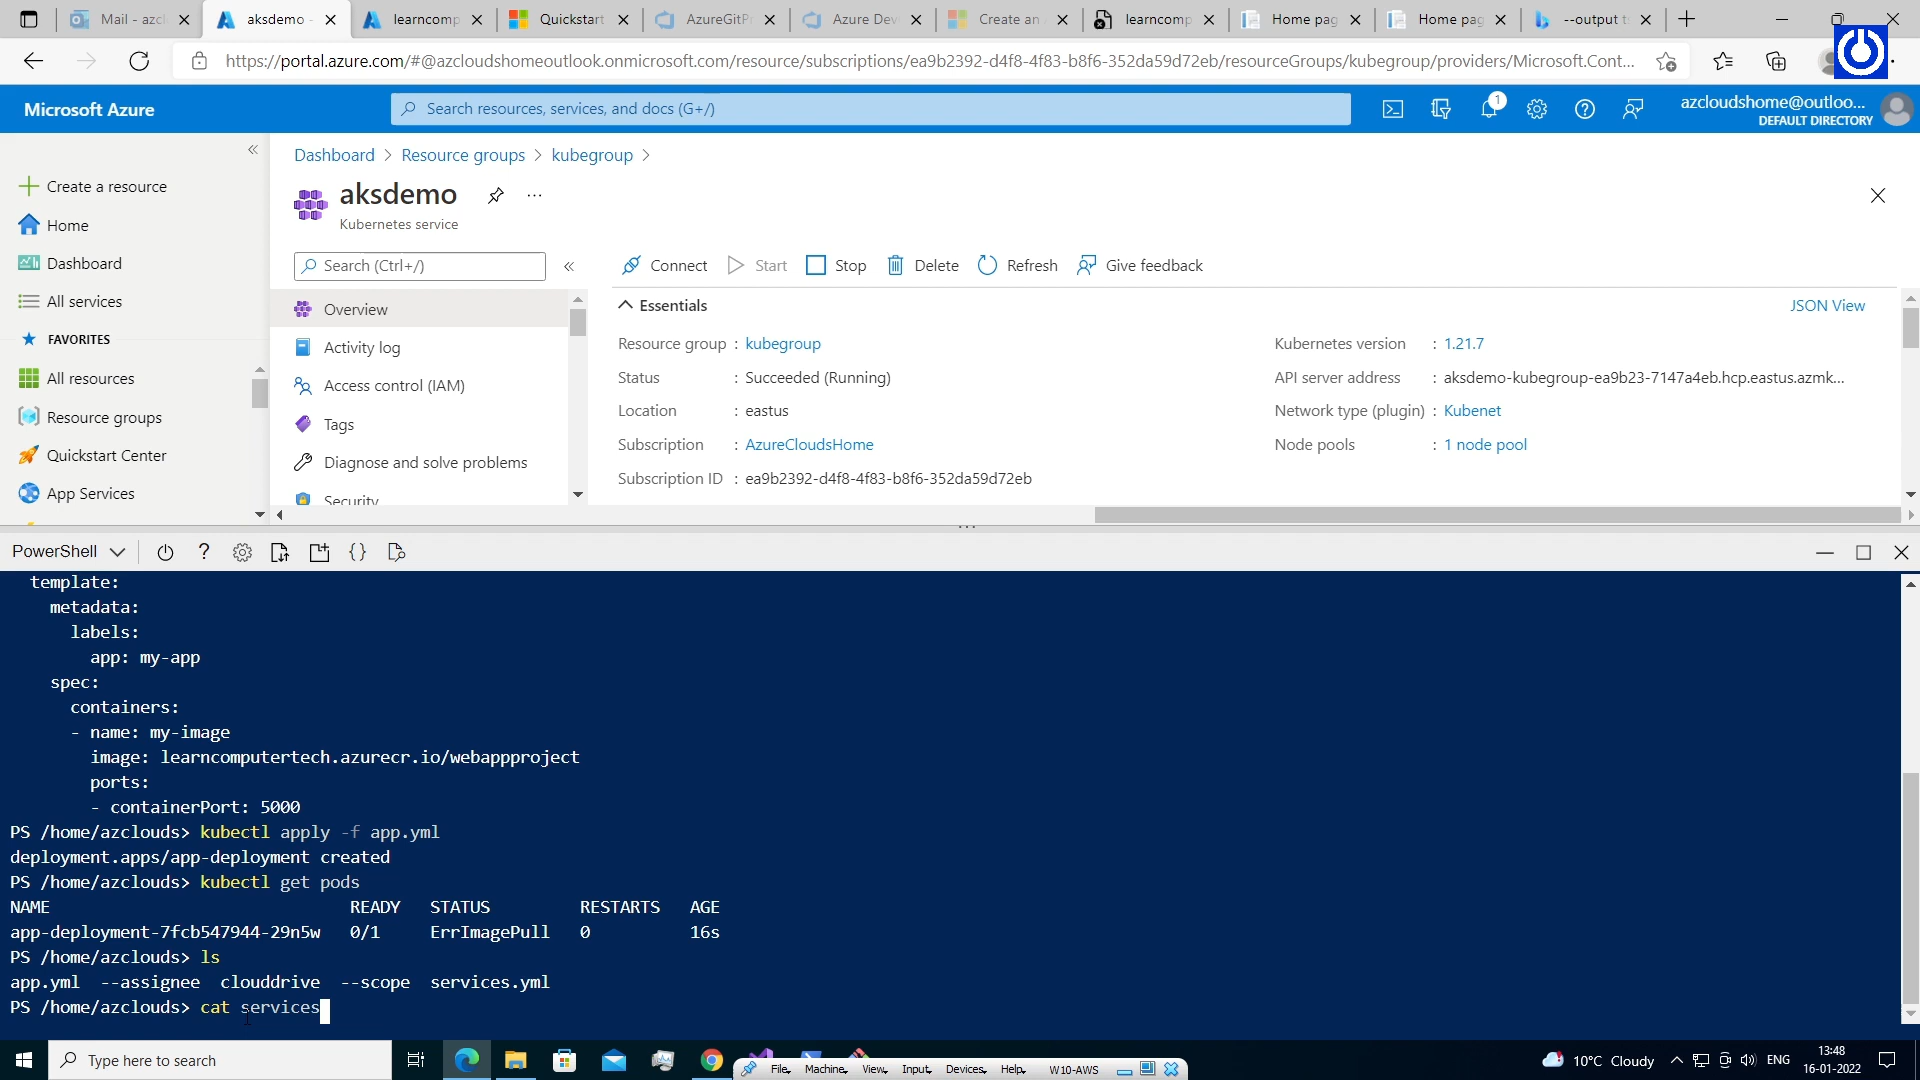 Mail - azcl
aksdemo -
learncomp
Quickstart
AzureGitP
Azure Dev
Create an
learncomp
Home pag
Home pag
--output t
https://portal.azure.com/#@azcloudshomeoutlook.onmicrosoft.com/resource/subscriptions/ea9b2392-d4f8-4f83-b8f6-352da59d72eb/resourceGroups/kubegroup/providers/Microsoft.Cont...
Microsoft Azure
Search resources, services, and docs (G+/)
1
azcloudshome@outloo...
DEFAULT DIRECTORY
Dashboard > Resource groups > kubegroup >
aksdemo
Kubernetes service
Create a resource
Home
Dashboard
All services
FAVORITES
All resources
Resource groups
Quickstart Center
App Services
Search (Ctrl+/)
Overview
Activity log
Access control (IAM)
Tags
Diagnose and solve problems
Security
Connect
Start
Stop
Delete
Refresh
Give feedback
Essentials
JSON View
Resource group : kubegroup
Status : Succeeded (Running)
Location : eastus
Subscription : AzureCloudsHome
Subscription ID : ea9b2392-d4f8-4f83-b8f6-352da59d72eb
Kubernetes version : 1.21.7
API server address : aksdemo-kubegroup-ea9b23-7147a4eb.hcp.eastus.azmk...
Network type (plugin) : Kubenet
Node pools : 1 node pool
PowerShell
template:
metadata:
labels:
app: my-app
spec:
containers:
- name: my-image
image: learncomputertech.azurecr.io/webappproject
ports:
- containerPort: 5000
PS /home/azclouds> kubectl apply -f app.yml
deployment.apps/app-deployment created
PS /home/azclouds> kubectl get pods
NAME READY STATUS RESTARTS AGE
app-deployment-7fcb547944-29n5w 0/1 ErrImagePull 0 16s
PS /home/azclouds> ls
app.yml --assignee clouddrive --scope services.yml
PS /home/azclouds> cat services
Type here to search
File Machine View Input Devices Help W10-AWS
10°C Cloudy
ENG
13:48
16-01-2022